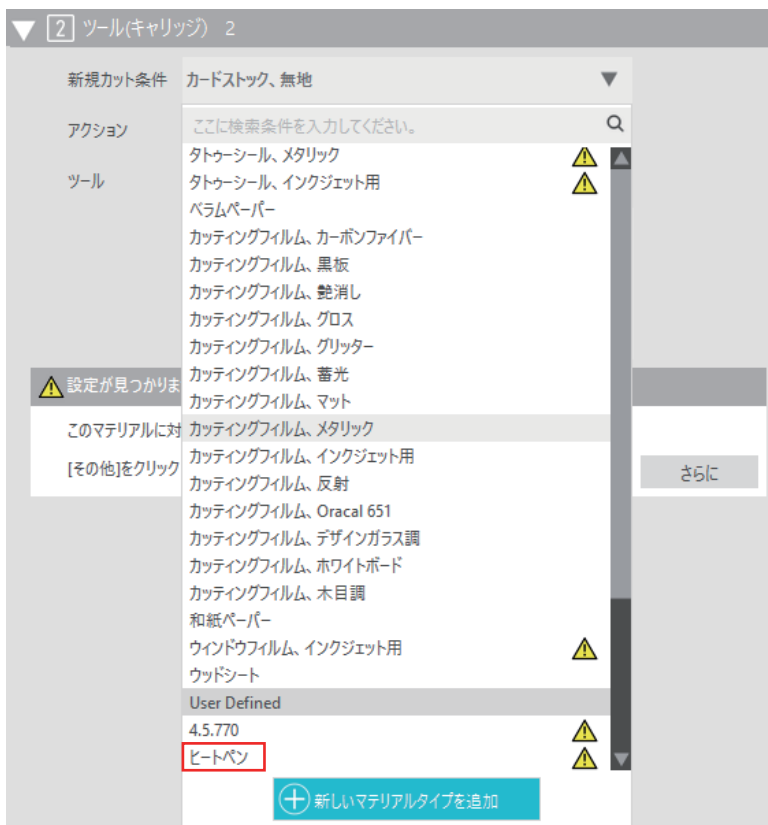 2 ツール(キャリッジ) 2
新規カット条件 カードストック、無地
アクション
ここに検索条件を入力してください。
ツール
タトゥーシール、メタリック
タトゥーシール、インクジェット用
ベラムペーパー
カッティングフィルム、カーボンファイバー
カッティングフィルム、黒板
カッティングフィルム、艶消し
カッティングフィルム、グロス
カッティングフィルム、グリッター
カッティングフィルム、蓄光
カッティングフィルム、マット
カッティングフィルム、メタリック
カッティングフィルム、インクジェット用
カッティングフィルム、反射
カッティングフィルム、Oracal 651
カッティングフィルム、デザインガラス調
カッティングフィルム、ホワイトボード
カッティングフィルム、木目調
和紙ペーパー
ウィンドウフィルム、インクジェット用
ウッドシート
User Defined
4.5.770
ヒートペン
新しいマテリアルタイプを追加
設定が見つかりま
このマテリアルに対
[その他]をクリック
さらに